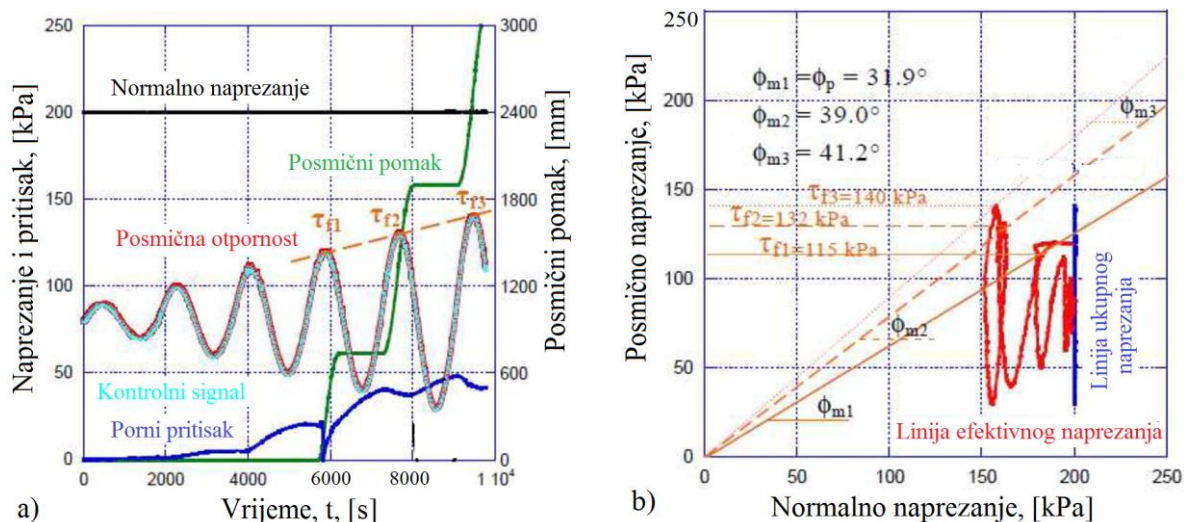 250
200
150
100
50
0
Naprezanje i pritisak, [kPa]
3000
2400
1800
1200
600
0
Posmični pomak, [mm]
Normalno naprezanje
Posmični pomak
τf1
τf2
τf3
Posmična otpornost
Kontrolni signal
Porni pritisak
0
2000
4000
6000
8000
1 10⁴
Vrijeme, t, [s]
a)
250
200
150
100
50
0
Posmično naprezanje, [kPa]
ϕm1 =ϕp = 31.9°
ϕm2 = 39.0°
ϕm3 = 41.2°
ϕm3
τf3=140 kPa
τf2=132 kPa
τf1=115 kPa
ϕm2
ϕm1
Linija ukupnog
naprezanja
Linija efektivnog naprezanja
0
50
100
150
200
250
Normalno naprezanje, [kPa]
b)